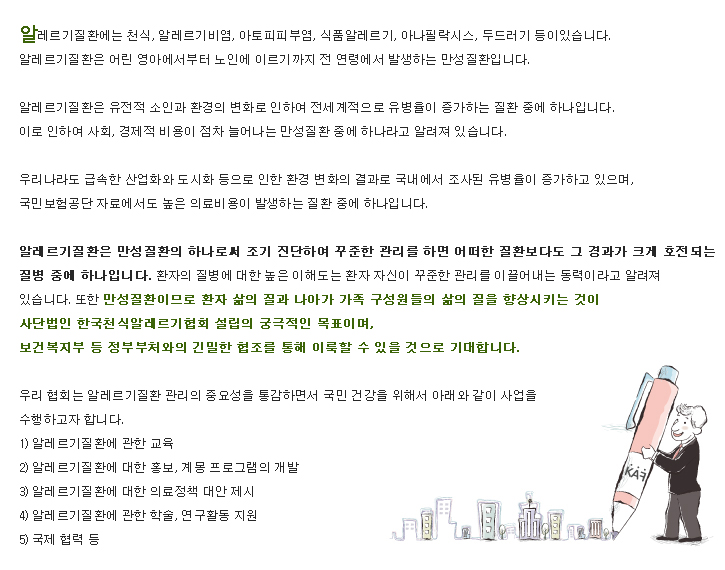 알레르기질환에는 천식, 알레르기비염, 아토피피부염, 식품알레르기, 아나필락시스, 두드러기 등이있습니다.
알레르기질환은 어린 영아에서부터 노인에 이르기까지 전 연령에서 발생하는 만성질환입니다.
알레르기질환은 유전적 소인과 환경의 변화로 인하여 전세계적으로 유병율이 증가하는 질환 중에 하나입니다.
이로 인하여 사회, 경제적 비용이 점차 늘어나는 만성질환 중에 하나라고 알려져 있습니다.
우리나라도 급속한 산업화와 도시화 등으로 인한 환경 변화의 결과로 국내에서 조사된 유병율이 증가하고 있으며,
국민보험공단 자료에서도 높은 의료비용이 발생하는 질환 중에 하나입니다.
알레르기질환은 만성질환의 하나로써 조기 진단하여 꾸준한 관리를 하면 어떠한 질환보다도 그 경과가 크게 호전되는
질병 중에 하나입니다. 환자의 질병에 대한 높은 이해도는 환자 자신이 꾸준한 관리를 이끌어내는 동력이라고 알려져
있습니다. 또한 만성질환이므로 환자 삶의 질과 나아가 가족 구성원들의 삶의 질을 향상시키는 것이
사단법인 한국천식알레르기협회 설립의 궁극적인 목표이며,
보건복지부 등 정부부처와의 긴밀한 협조를 통해 이룩할 수 있을 것으로 기대합니다.
우리 협회는 알레르기질환 관리의 중요성을 통감하면서 국민 건강을 위해서 아래와 같이 사업을
수행하고자 합니다.
1) 알레르기질환에 관한 교육
2) 알레르기질환에 대한 홍보, 계몽 프로그램의 개발
3) 알레르기질환에 대한 의료정책 대안 제시
4) 알레르기질환에 관한 학술, 연구활동 지원
5) 국제 협력 등
KAF